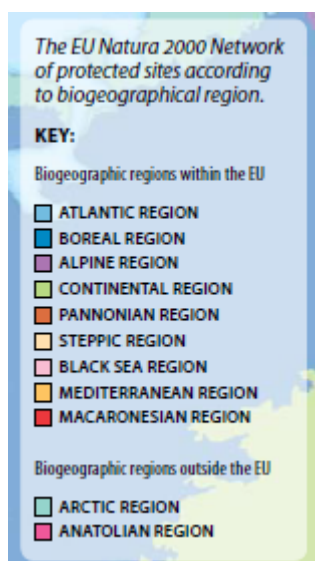 The EU Natura 2000 Network
of protected sites according
to biogeographical region.
KEY:
Biogeographic regions within the EU
ATLANTIC REGION
BOREAL REGION
ALPINE REGION
CONTINENTAL REGION
PANNONIAN REGION
STEPPIC REGION
BLACK SEA REGION
MEDITERRANEAN REGION
MACARONESIAN REGION
Biogeographic regions outside the EU
ARCTIC REGION
ANATOLIAN REGION